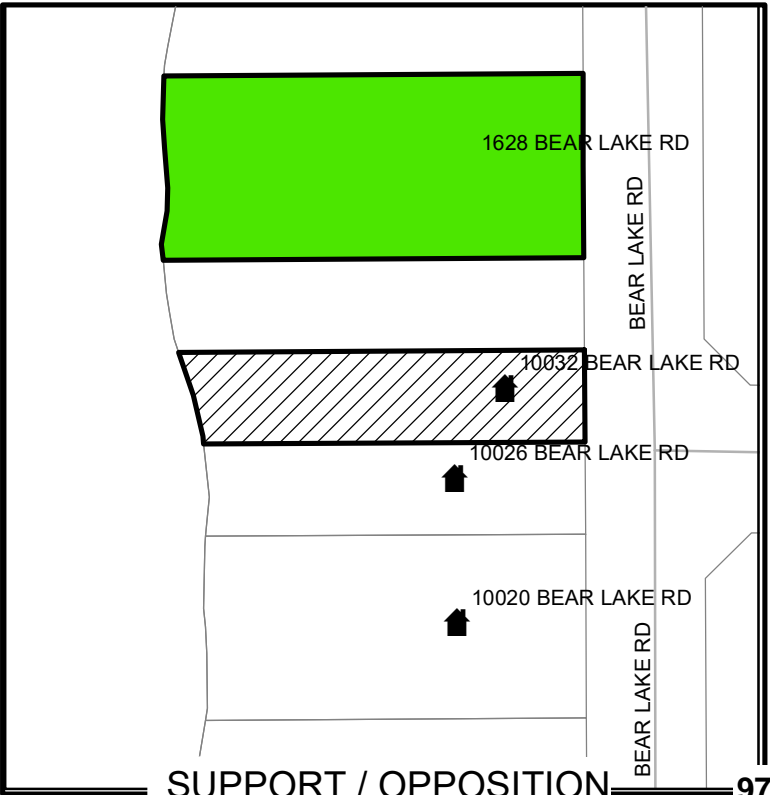 1628 BEAR LAKE RD
BEAR LAKE RD
10032 BEAR LAKE RD
10026 BEAR LAKE RD
10020 BEAR LAKE RD
BEAR LAKE RD
SUPPORT / OPPOSITION
97